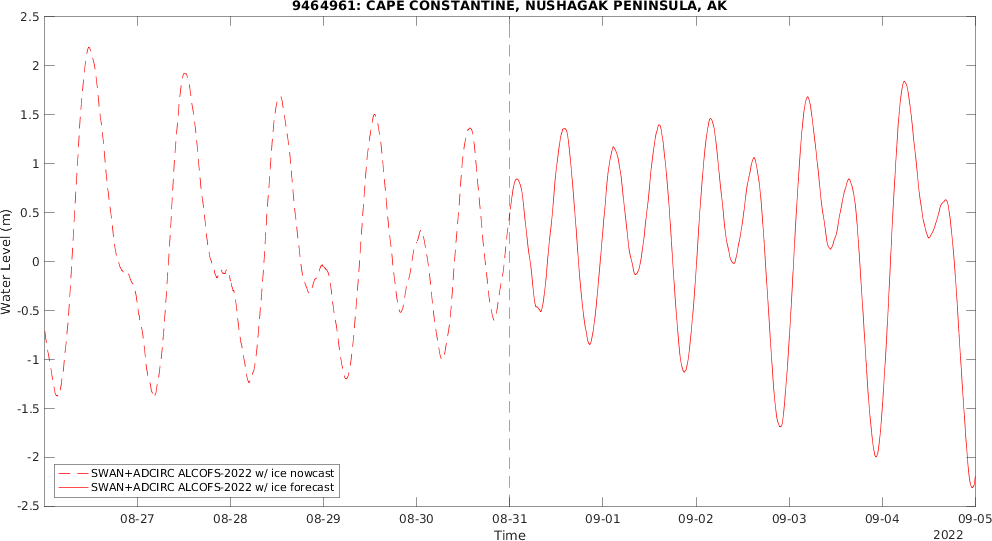 9464961: CAPE CONSTANTINE, NUSHAGAK PENINSULA, AK
2.5
2
1.5
1
0.5
0
-0.5
-1
-1.5
-2
-2.5
Water Level (m)
SWAN+ADCIRC ALCOFS-2022 w/ ice nowcast
SWAN+ADCIRC ALCOFS-2022 w/ ice forecast
08-27 08-28 08-29 08-30 08-31 09-01 09-02 09-03 09-04 09-05
Time
2022